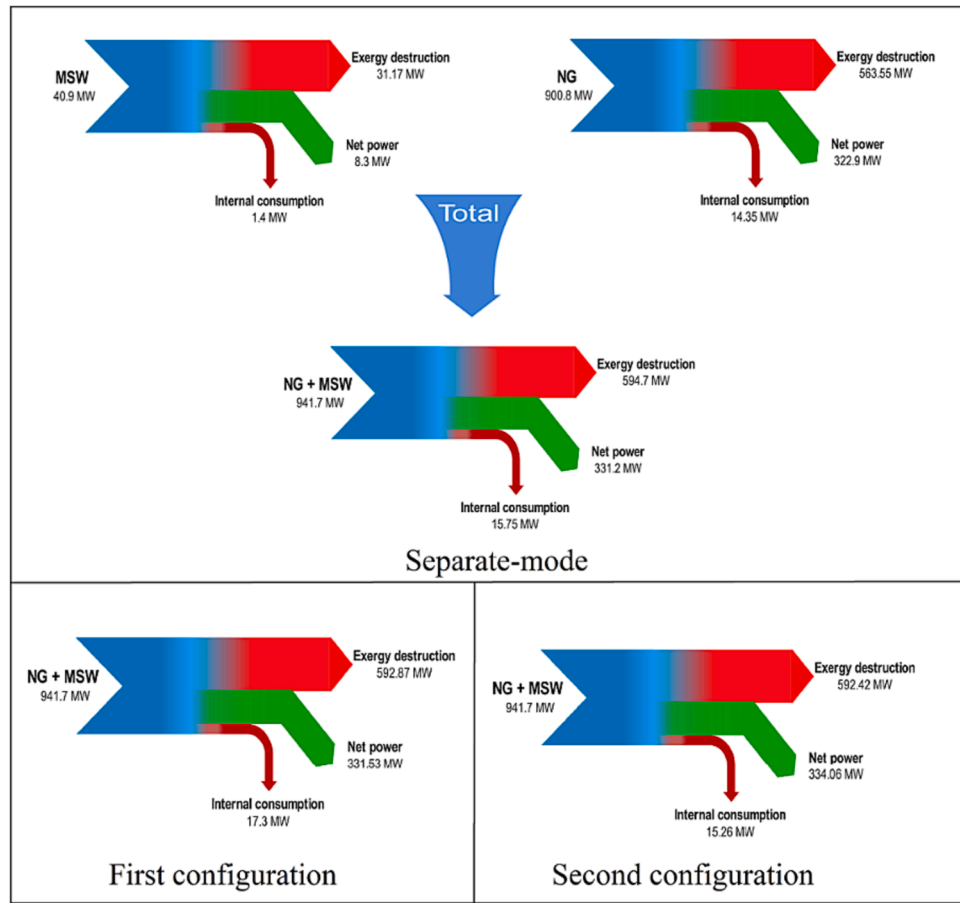 MSW
40.9 MW
Exergy destruction
31.17 MW
Net power
8.3 MW
Internal consumption
1.4 MW
NG
900.8 MW
Exergy destruction
563.55 MW
Net power
322.9 MW
Internal consumption
14.35 MW
Total
NG + MSW
941.7 MW
Exergy destruction
594.7 MW
Net power
331.2 MW
Internal consumption
15.75 MW
Separate-mode
NG + MSW
941.7 MW
Exergy destruction
592.87 MW
Net power
331.53 MW
Internal consumption
17.3 MW
First configuration
NG + MSW
941.7 MW
Exergy destruction
592.42 MW
Net power
334.06 MW
Internal consumption
15.26 MW
Second configuration